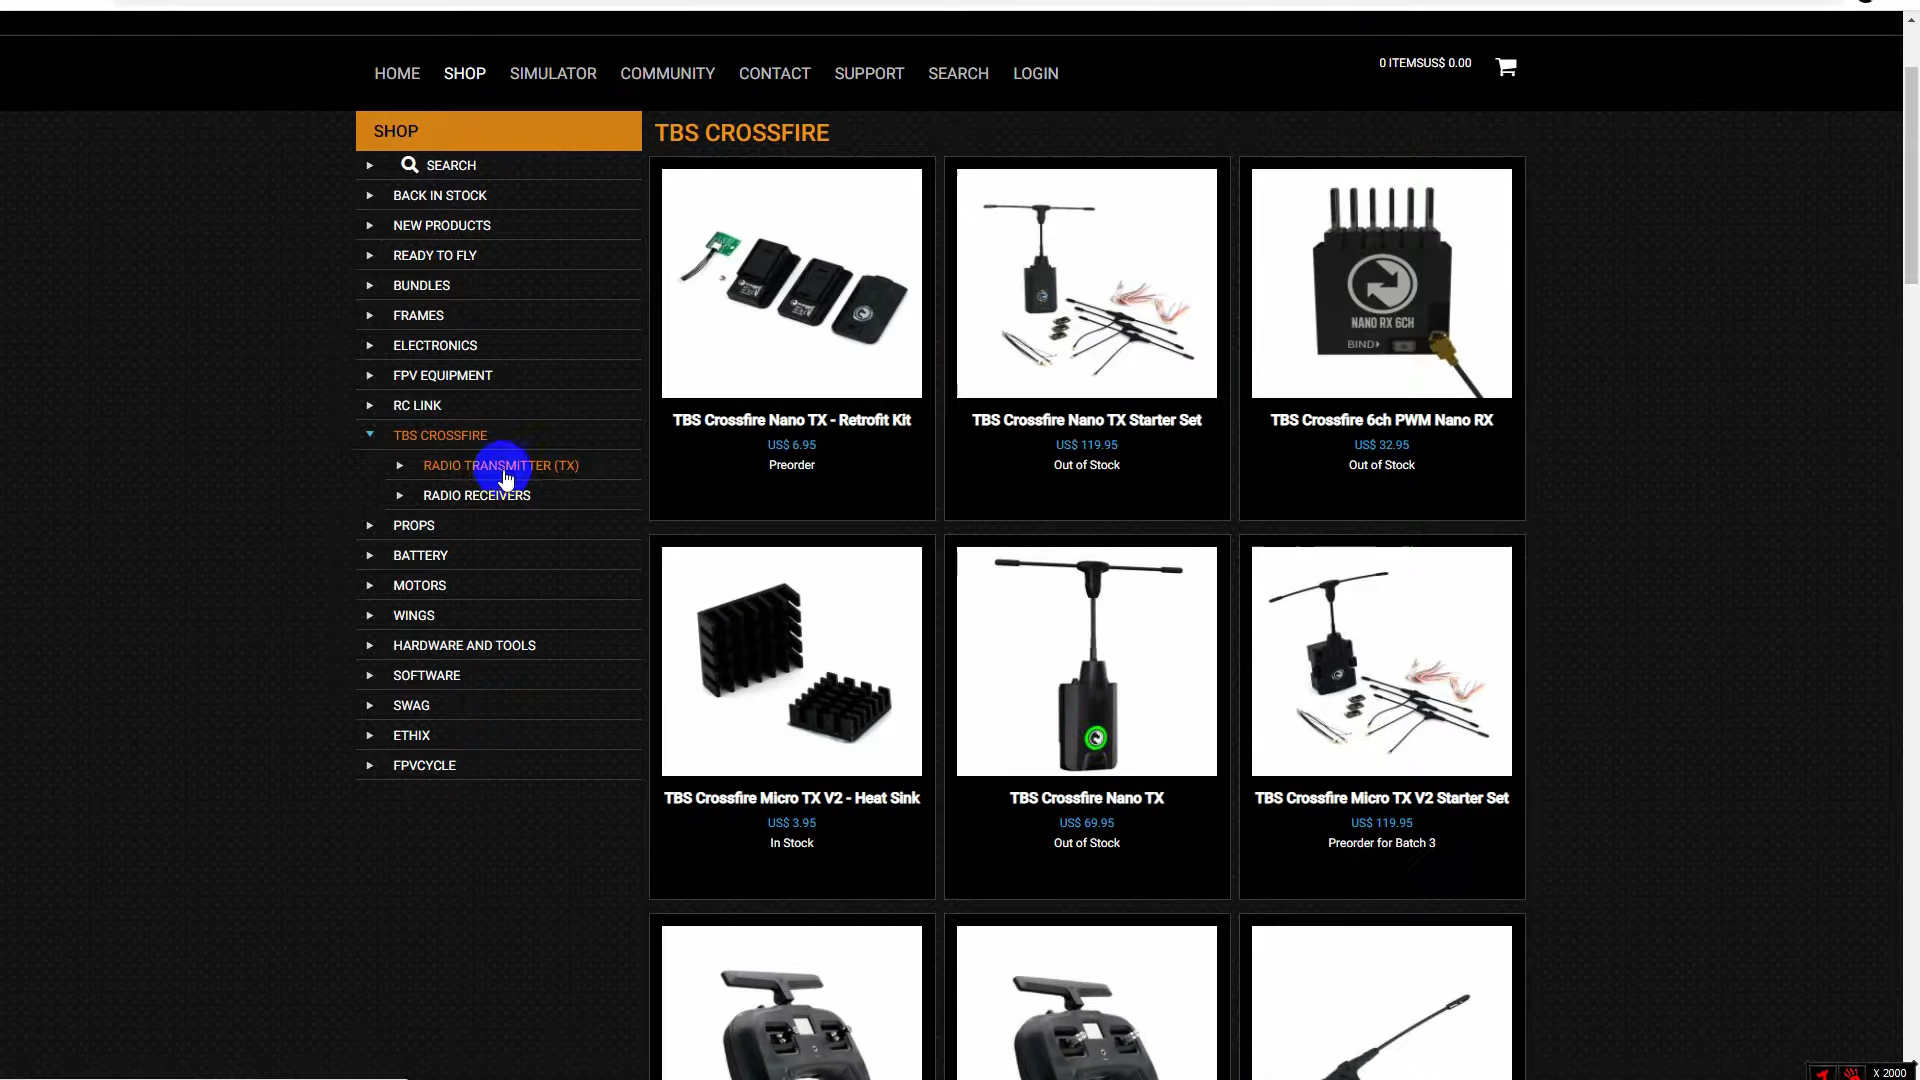 HOME SHOP SIMULATOR COMMUNITY CONTACT SUPPORT SEARCH LOGIN
0 ITEMSUS$ 0.00
SHOP
SEARCH
BACK IN STOCK
NEW PRODUCTS
READY TO FLY
BUNDLES
FRAMES
ELECTRONICS
FPV EQUIPMENT
RC LINK
TBS CROSSFIRE
RADIO TRANSMITTER (TX)
RADIO RECEIVERS
PROPS
BATTERY
MOTORS
WINGS
HARDWARE AND TOOLS
SOFTWARE
SWAG
ETHIX
FPVCYCLE
TBS CROSSFIRE
NANO RX 6CH
BIND
TBS Crossfire Nano TX - Retrofit Kit
US$ 6.95
Preorder
TBS Crossfire Nano TX Starter Set
US$ 119.95
Out of Stock
TBS Crossfire 6ch PWM Nano RX
US$ 32.95
Out of Stock
TBS Crossfire Micro TX V2 - Heat Sink
US$ 3.95
In Stock
TBS Crossfire Nano TX
US$ 69.95
Out of Stock
TBS Crossfire Micro TX V2 Starter Set
US$ 119.95
Preorder for Batch 3
X 2000